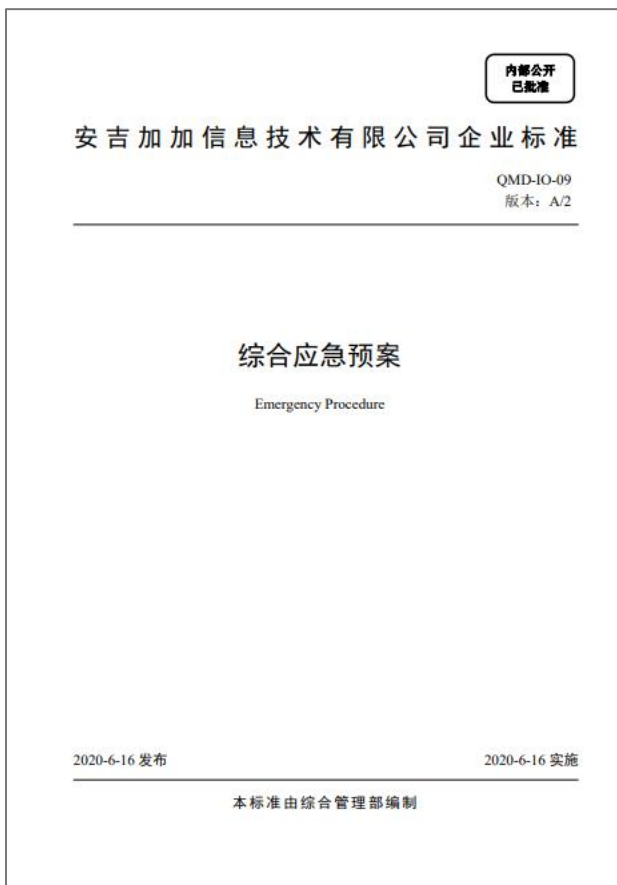 内部公开
已批准
安吉加加信息技术有限公司企业标准
QMD-IO-09
版本：A/2
综合应急预案
Emergency Procedure
2020-6-16 发布
2020-6-16 实施
本标准由综合管理部编制